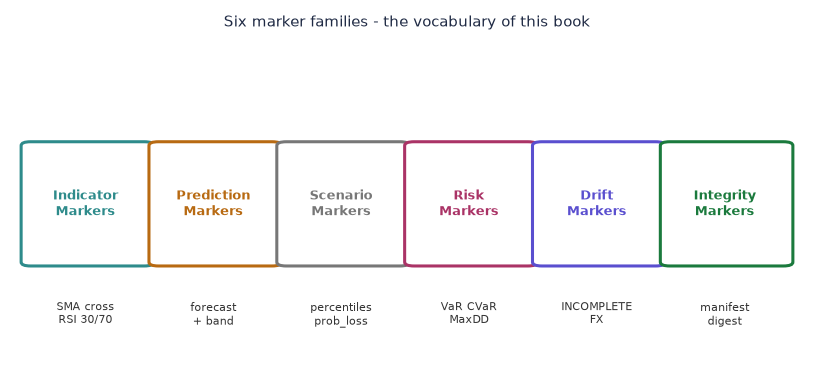 Six marker families - the vocabulary of this book
Indicator
Markers
Prediction
Markers
Scenario
Markers
Risk
Markers
Drift
Markers
Integrity
Markers
SMA cross
RSI 30/70
forecast
+ band
percentiles
prob_loss
VaR CVaR
MaxDD
INCOMPLETE
FX
manifest
digest